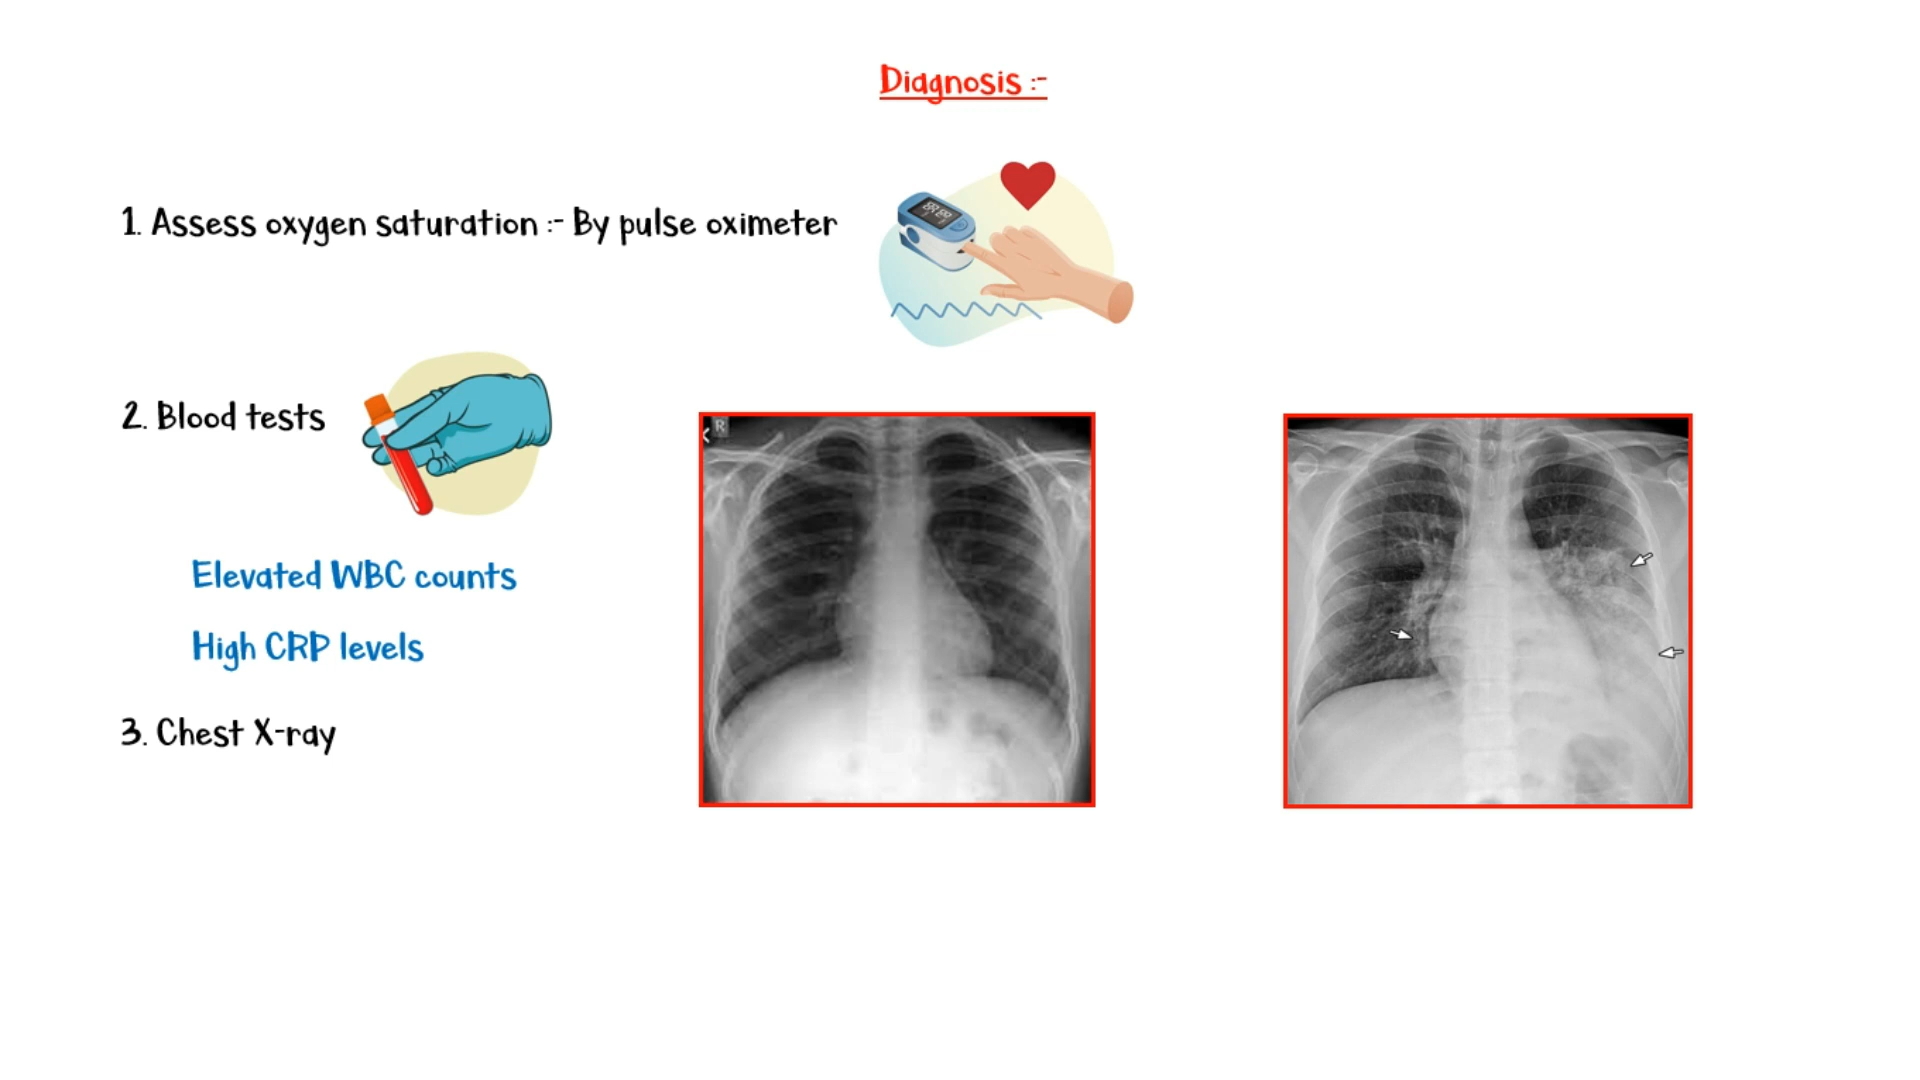 Diagnosis :-
1. Assess oxygen saturation :- By pulse oximeter
2. Blood tests
R
Elevated WBC counts
High CRP levels
3. Chest X-ray